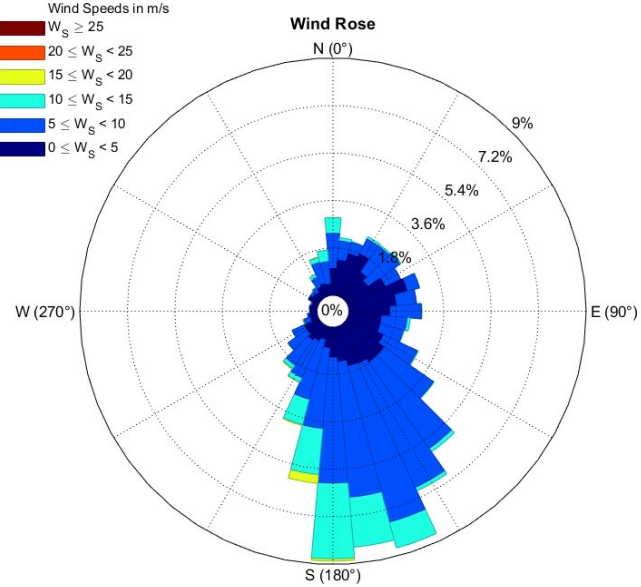 Wind Speeds in m/s
W_S ≥ 25
20 ≤ W_S < 25
15 ≤ W_S < 20
10 ≤ W_S < 15
5 ≤ W_S < 10
0 ≤ W_S < 5
Wind Rose
N (0°)
9%
7.2%
5.4%
3.6%
1.8%
0%
W (270°)
E (90°)
S (180°)